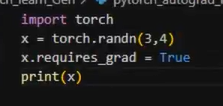 import torch
x = torch.randn(3,4)
x.requires_grad = True
print(x)